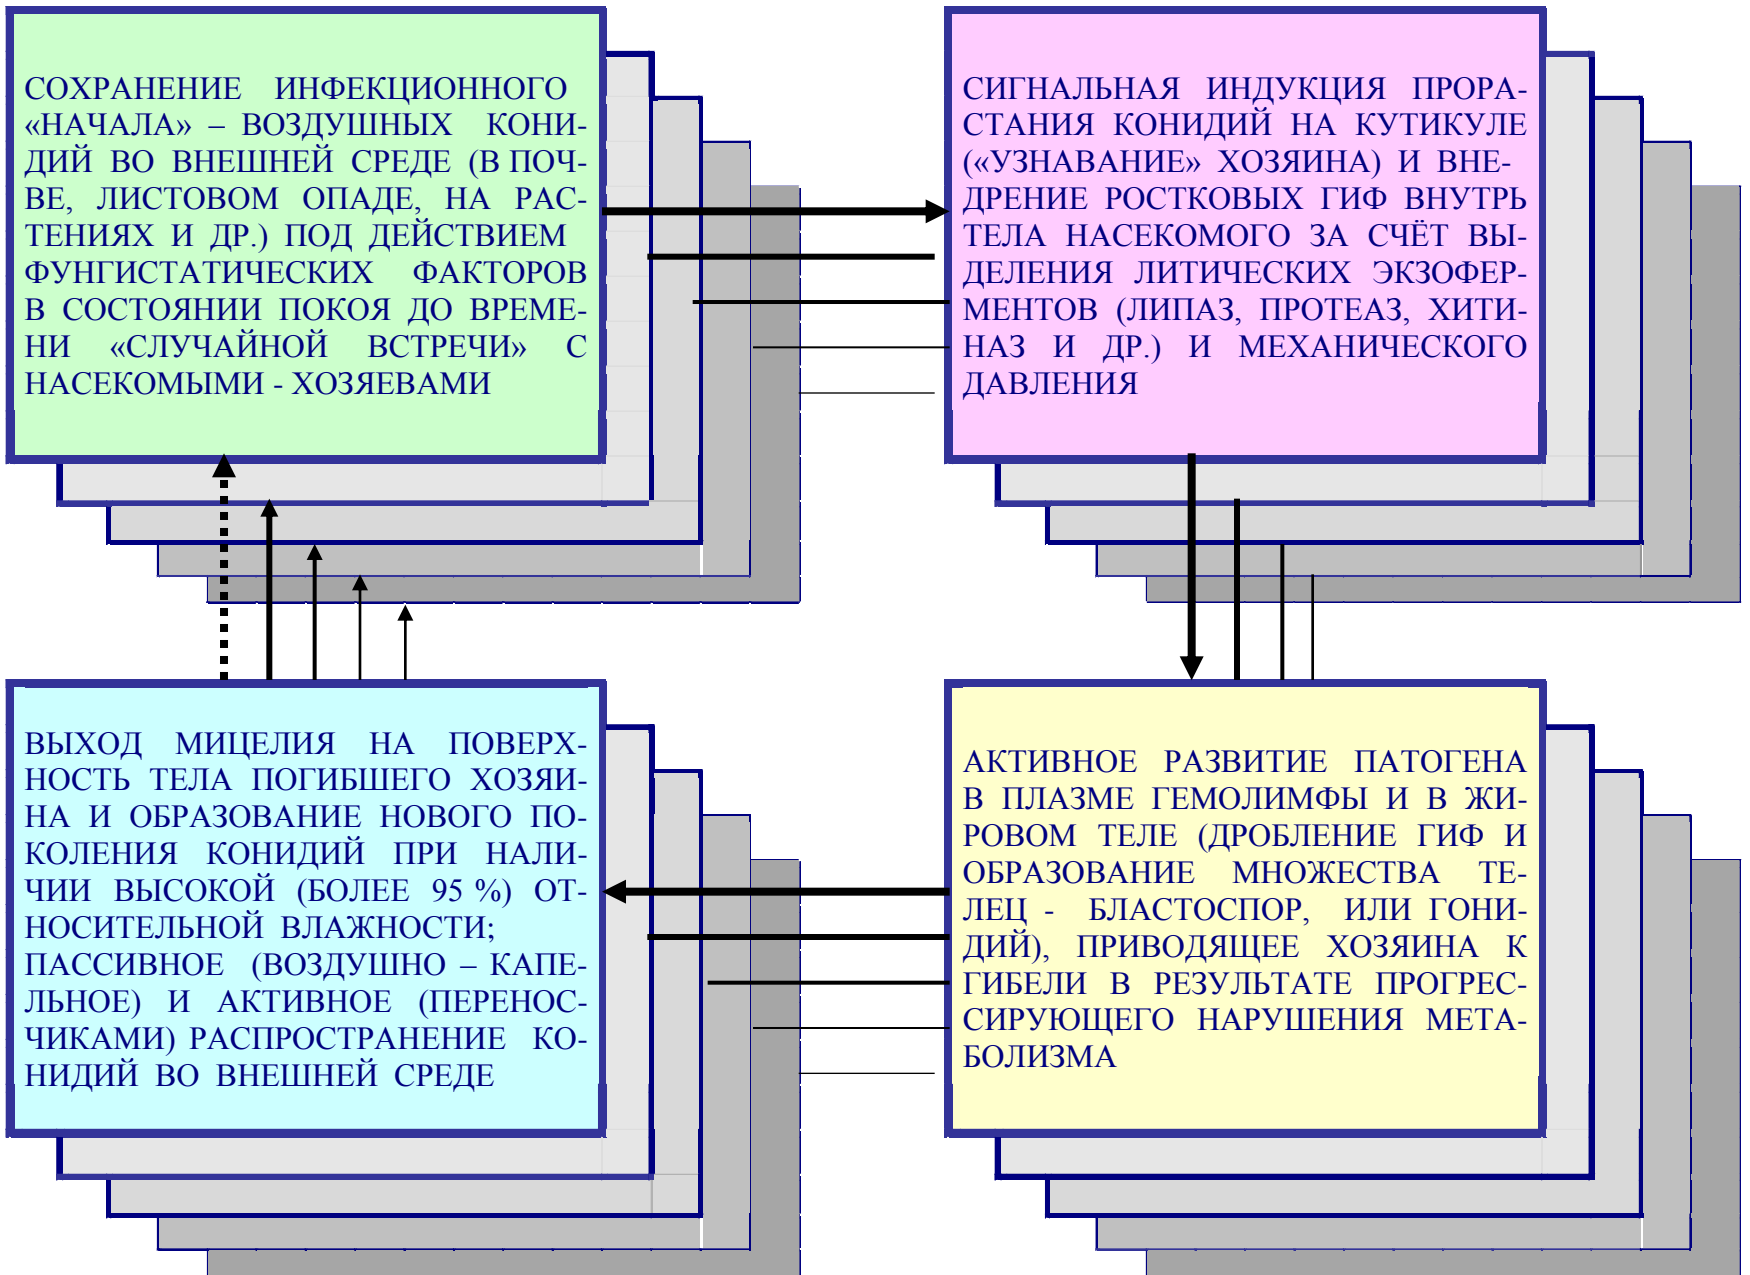 СОХРАНЕНИЕ ИНФЕКЦИОННОГО
«НАЧАЛА» – ВОЗДУШНЫХ КОНИ-
ДИЙ ВО ВНЕШНЕЙ СРЕДЕ (В ПОЧ-
ВЕ, ЛИСТОВОМ ОПАДЕ, НА РАС-
ТЕНИЯХ И ДР.) ПОД ДЕЙСТВИЕМ
ФУНГИСТАТИЧЕСКИХ ФАКТОРОВ
В СОСТОЯНИИ ПОКОЯ ДО ВРЕМЕ-
НИ «СЛУЧАЙНОЙ ВСТРЕЧИ» С
НАСЕКОМЫМИ - ХОЗЯЕВАМИ
СИГНАЛЬНАЯ ИНДУКЦИЯ ПРОРА-
СТАНИЯ КОНИДИЙ НА КУТИКУЛЕ
(«УЗНАВАНИЕ» ХОЗЯИНА) И ВНЕ-
ДРЕНИЕ РОСТКОВЫХ ГИФ ВНУТРЬ
ТЕЛА НАСЕКОМОГО ЗА СЧЁТ ВЫ-
ДЕЛЕНИЯ ЛИТИЧЕСКИХ ЭКЗОФЕР-
МЕНТОВ (ЛИПАЗ, ПРОТЕАЗ, ХИТИ-
НАЗ И ДР.) И МЕХАНИЧЕСКОГО
ДАВЛЕНИЯ
ВЫХОД МИЦЕЛИЯ НА ПОВЕРХ-
НОСТЬ ТЕЛА ПОГИБШЕГО ХОЗЯИ-
НА И ОБРАЗОВАНИЕ НОВОГО ПО-
КОЛЕНИЯ КОНИДИЙ ПРИ НАЛИ-
ЧИИ ВЫСОКОЙ (БОЛЕЕ 95 %) ОТ-
НОСИТЕЛЬНОЙ ВЛАЖНОСТИ;
ПАССИВНОЕ (ВОЗДУШНО – КАПЕ-
ЛЬНОЕ) И АКТИВНОЕ (ПЕРЕНОС-
ЧИКАМИ) РАСПРОСТРАНЕНИЕ КО-
НИДИЙ ВО ВНЕШНЕЙ СРЕДЕ
АКТИВНОЕ РАЗВИТИЕ ПАТОГЕНА
В ПЛАЗМЕ ГЕМОЛИМФЫ И В ЖИ-
РОВОМ ТЕЛЕ (ДРОБЛЕНИЕ ГИФ И
ОБРАЗОВАНИЕ МНОЖЕСТВА ТЕ-
ЛЕЦ - БЛАСТОСПОР, ИЛИ ГОНИ-
ДИЙ), ПРИВОДЯЩЕЕ ХОЗЯИНА К
ГИБЕЛИ В РЕЗУЛЬТАТЕ ПРОГРЕС-
СИРУЮЩЕГО НАРУШЕНИЯ МЕТА-
БОЛИЗМА